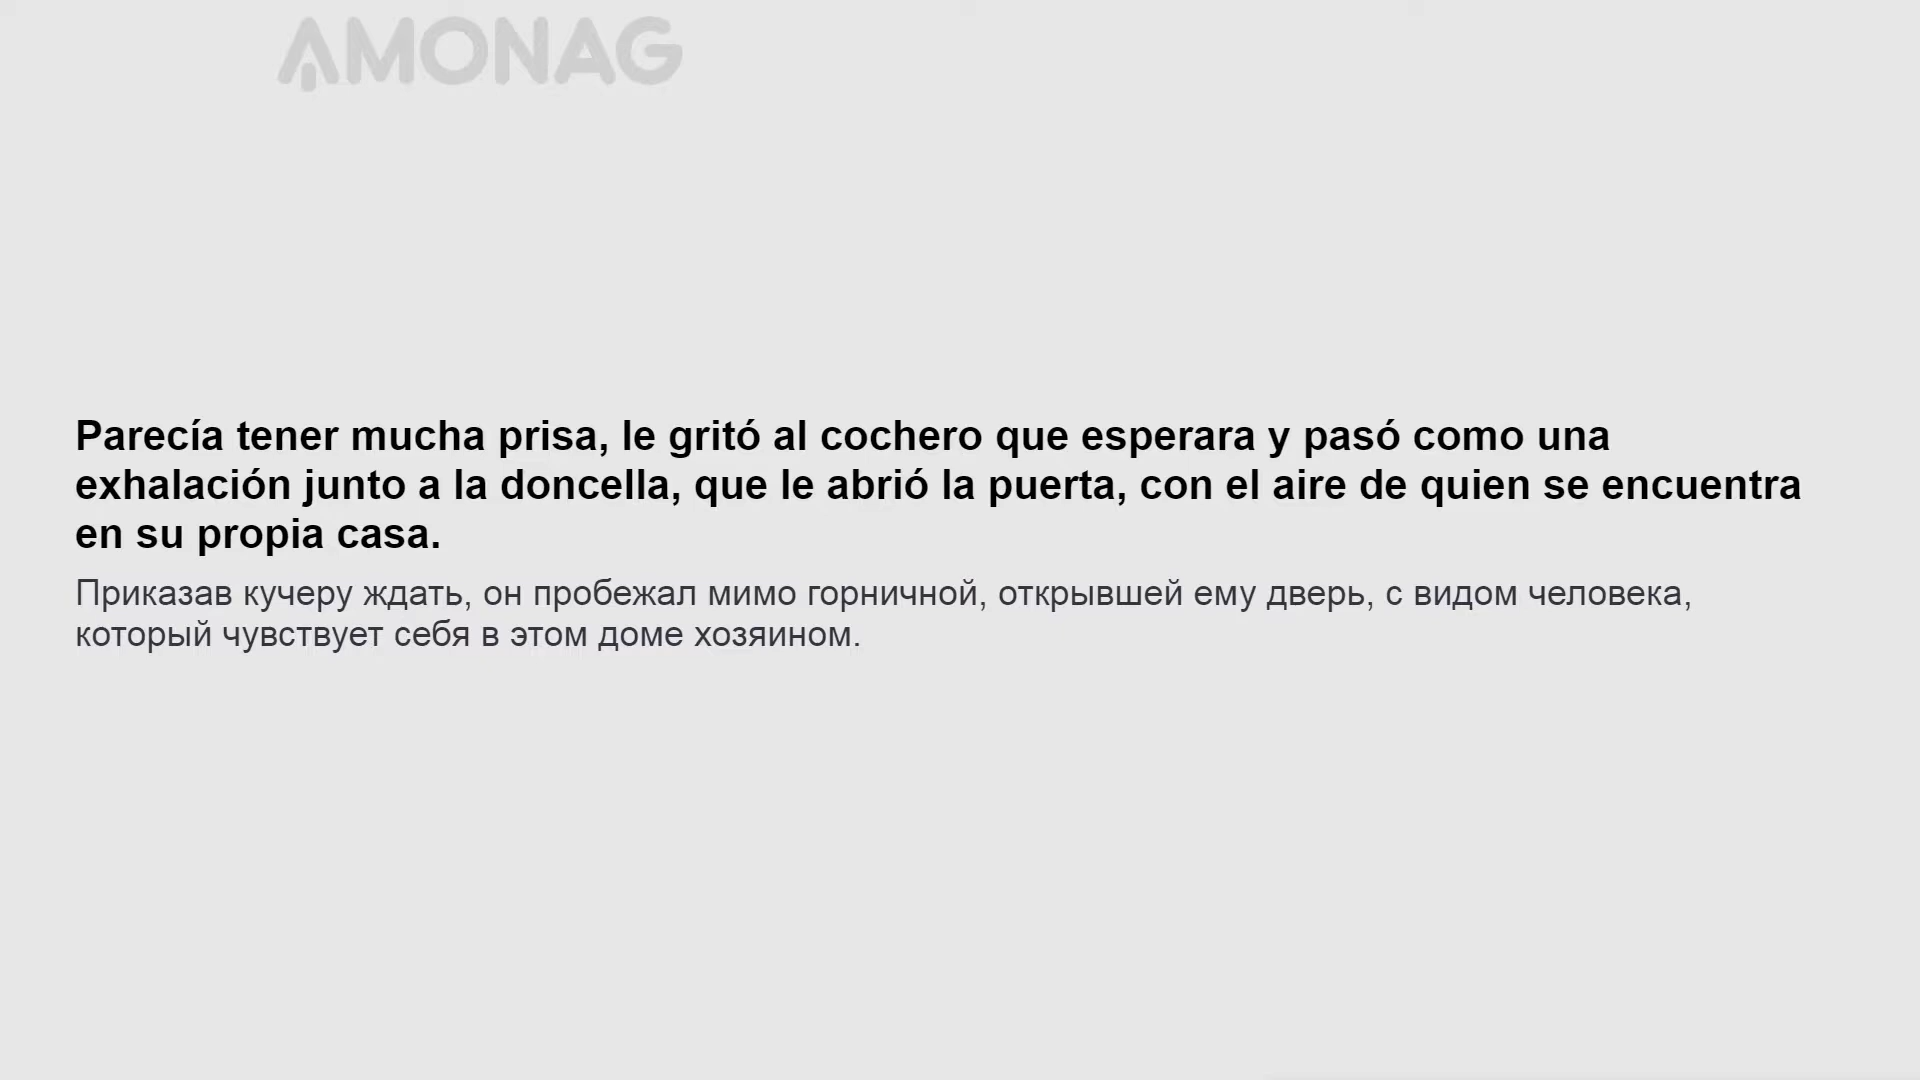 AMONAG
Parecía tener mucha prisa, le gritó al cochero que esperara y pasó como una
exhalación junto a la doncella, que le abrió la puerta, con el aire de quien se encuentra
en su propia casa.
Приказав кучеру ждать, он пробежал мимо горничной, открывшей ему дверь, с видом человека,
который чувствует себя в этом доме хозяином.